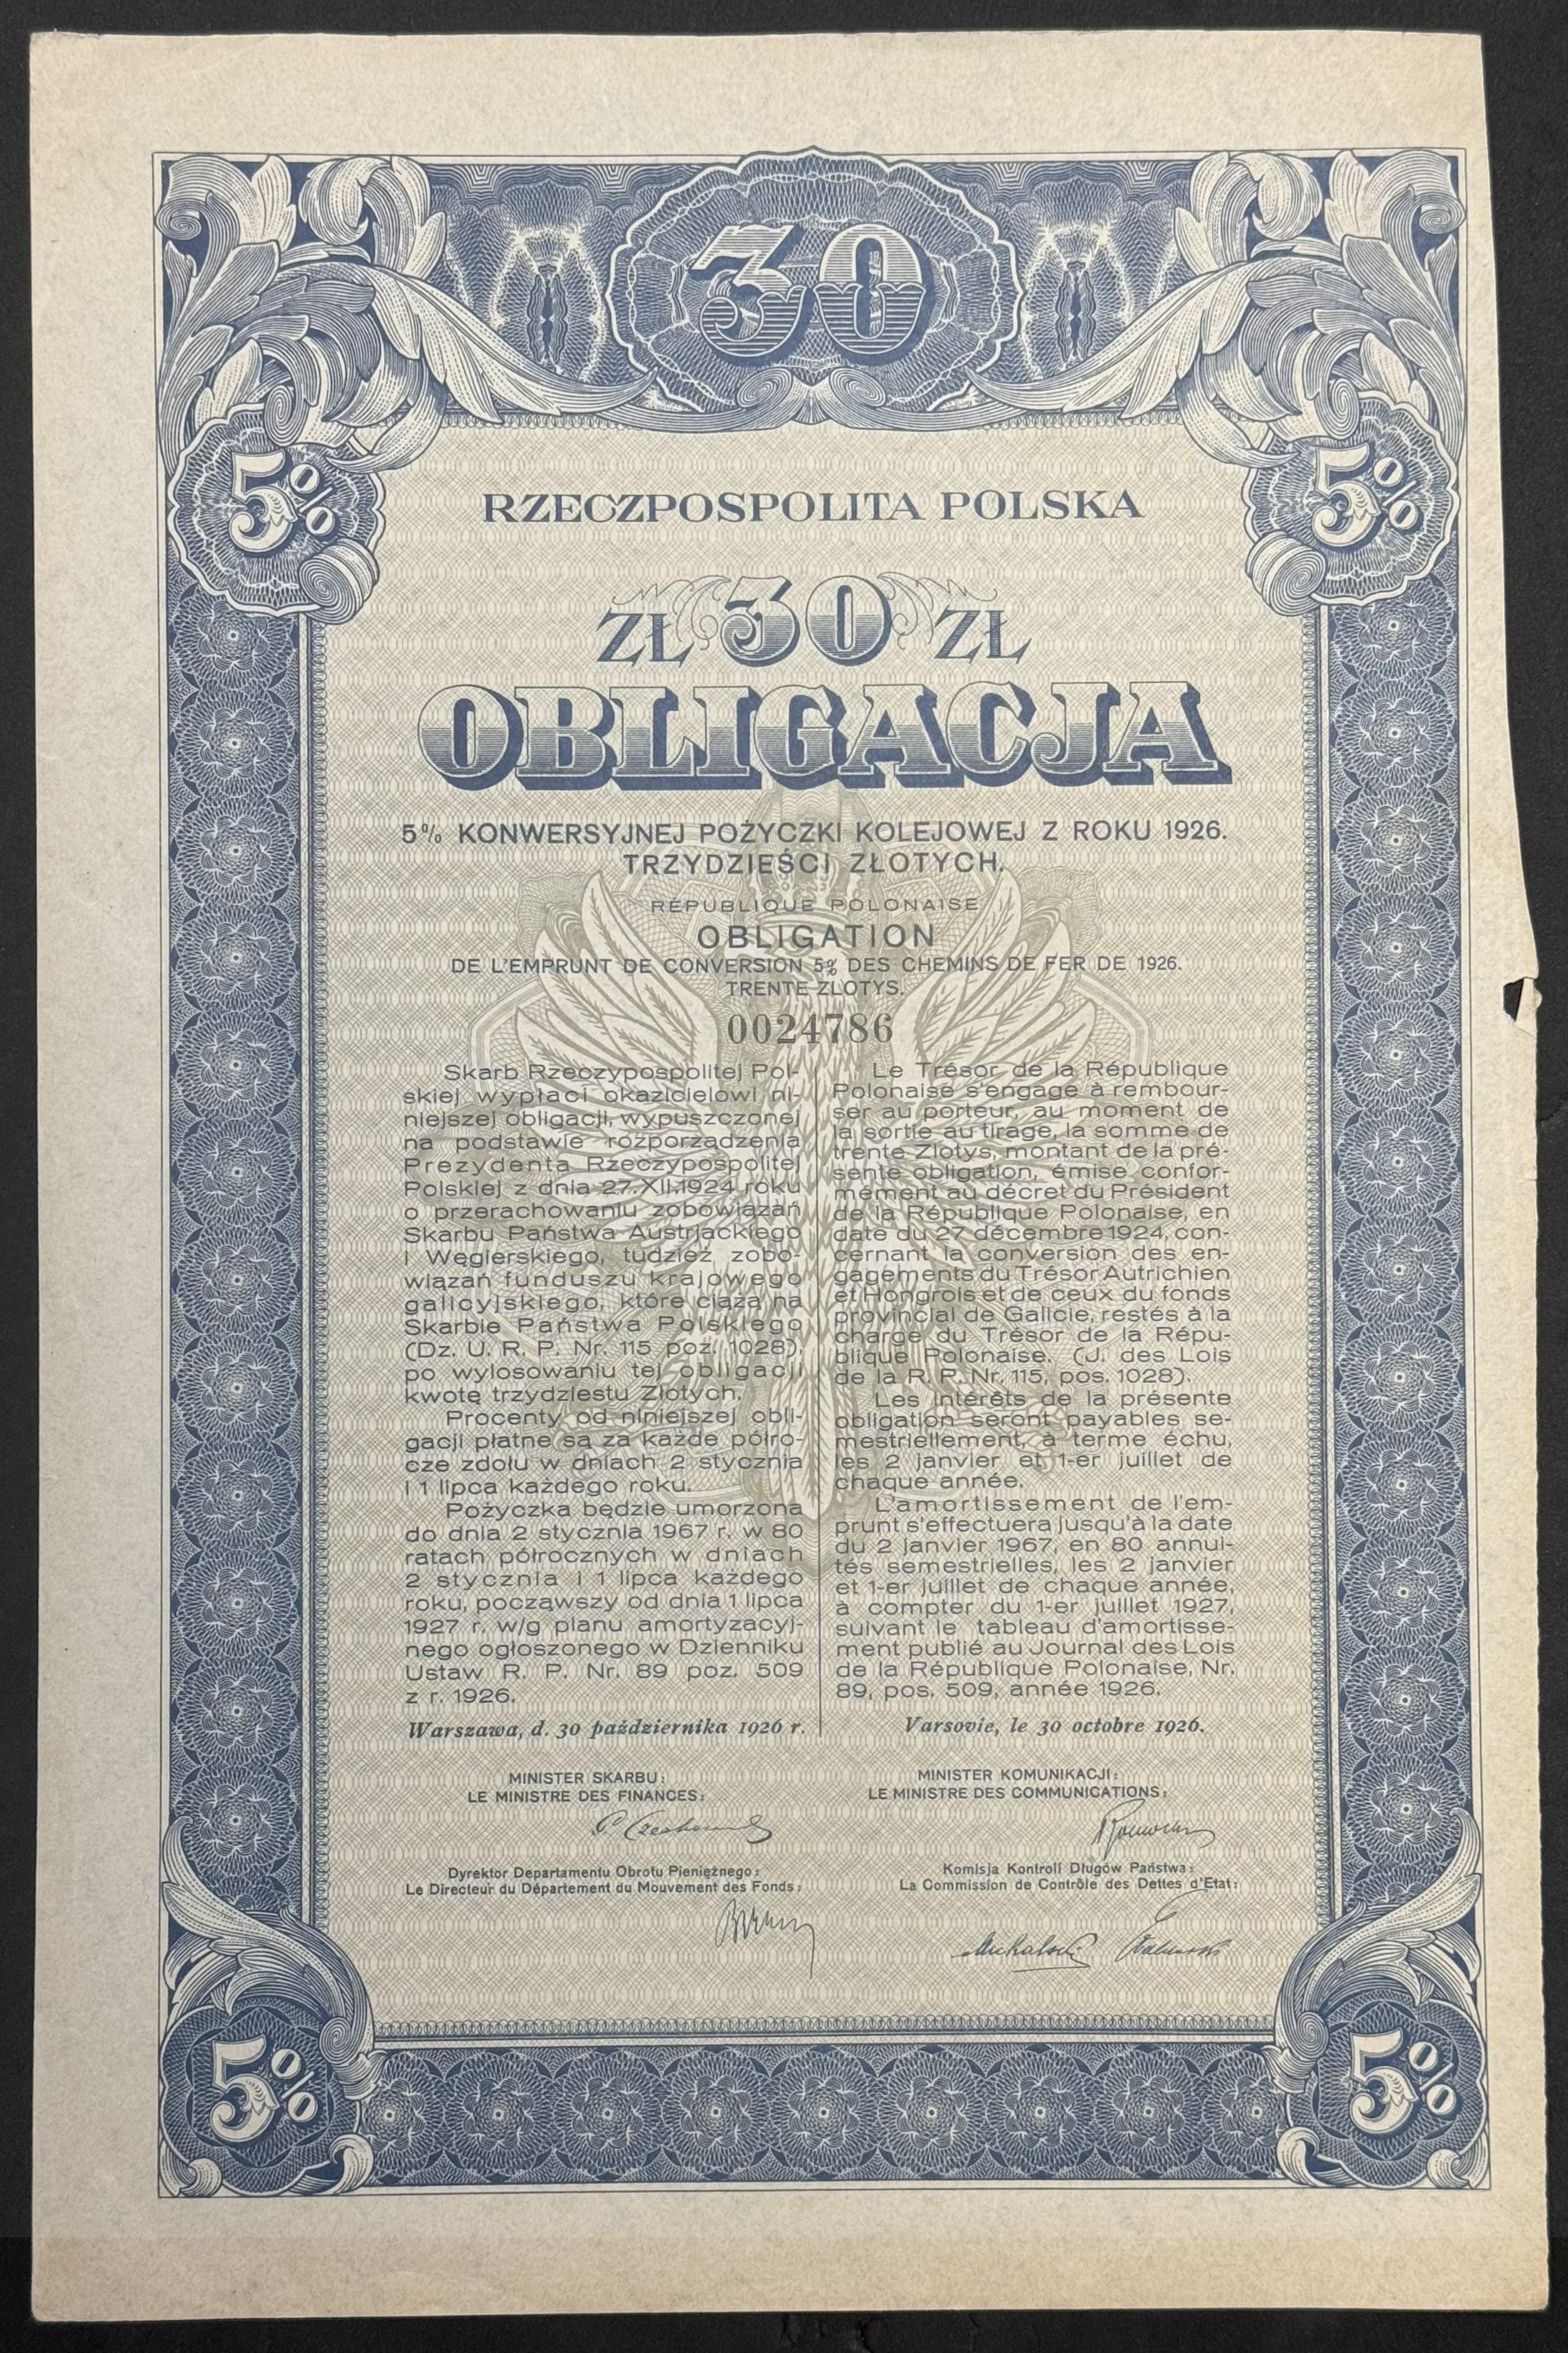 30
5%
5%
RZECZPOSPOLITA POLSKA
ZŁ 30 ZŁ
OBLIGACJA
5% KONWERSYJNEJ POŻYCZKI KOLEJOWEJ Z ROKU 1926.
TRZYDZIEŚCI ZŁOTYCH.
RÉPUBLIQUE POLONAISE
OBLIGATION
DE L'EMPRUNT DE CONVERSION 5% DES CHEMINS DE FER DE 1926.
TRENTE ZLOTYS.
0024786
Skarb Rzeczypospolitej Pol-
skiej wypłaci okazicielowi ni-
niejszej obligacji, wypuszczonej
na podstawie rozporządzenia
Prezydenta Rzeczypospolitej
Polskiej z dnia 27.XII.1924 roku
o przerachowaniu zobowiązań
Skarbu Państwa Austrjackiego
i Węgierskiego, tudzież zobo-
wiązań funduszu krajowego
galicyjskiego, które ciążą na
Skarbie Państwa Polskiego
(Dz. U. R. P. Nr. 115 poz. 1028),
po wylosowaniu tej obligacji
kwotę trzydziestu Złotych.
Procenty od niniejszej obli-
gacji płatne są za każde półro-
cze zdołu w dniach 2 stycznia
i 1 lipca każdego roku.
Pożyczka będzie umorzona
do dnia 2 stycznia 1967 r. w 80
ratach półrocznych w dniach
2 stycznia i 1 lipca każdego
roku, począwszy od dnia 1 lipca
1927 r. w/g planu amortyzacyj-
nego ogłoszonego w Dzienniku
Ustaw R. P. Nr. 89 poz. 509
z r. 1926.
Warszawa, d. 30 października 1926 r.
Le Trésor de la République
Polonaise s'engage à rembour-
ser au porteur, au moment de
la sortie au tirage, la somme de
trente Zlotys, montant de la pré-
sente obligation, émise confor-
mément au décret du Président
de la République Polonaise, en
date du 27 décembre 1924, con-
cernant la conversion des en-
gagements du Trésor Autrichien
et Hongrois et de ceux du fonds
provincial de Galicie, restés à la
charge du Trésor de la Répu-
blique Polonaise. (J. des Lois
de la R. P. Nr. 115, pos. 1028).
Les intérêts de la présente
obligation seront payables se-
mestriellement, à terme échu,
les 2 janvier et 1-er juillet de
chaque année.
L'amortissement de l'em-
prunt s'effectuera jusqu'à la date
du 2 janvier 1967, en 80 annui-
tés semestrielles, les 2 janvier
et 1-er juillet de chaque année,
à compter du 1-er juillet 1927,
suivant le tableau d'amortisse-
ment publié au Journal des Lois
de la République Polonaise, Nr.
89, pos. 509, année 1926.
Varsovie, le 30 octobre 1926.
MINISTER SKARBU:
LE MINISTRE DES FINANCES:
MINISTER KOMUNIKACJI:
LE MINISTRE DES COMMUNICATIONS:
Dyrektor Departamentu Obrotu Pieniężnego:
Le Directeur du Département du Mouvement des Fonds:
Komisja Kontroli Długów Państwa:
La Commission de Contrôle des Dettes d'Etat:
5%
5%